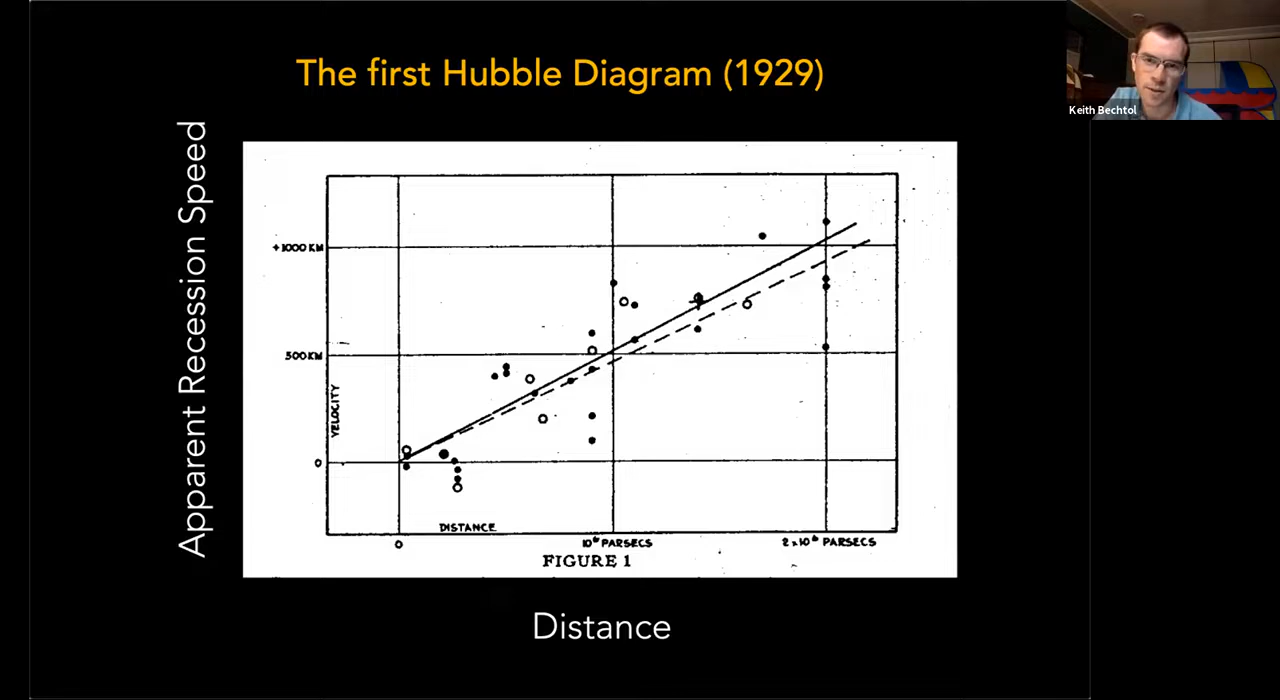 The first Hubble Diagram (1929)
Keith Bechtol
Apparent Recession Speed
+1000 KM
500 KM
VELOCITY
0
DISTANCE
0
10⁶ PARSECS
2 x 10⁶ PARSECS
FIGURE 1
Distance